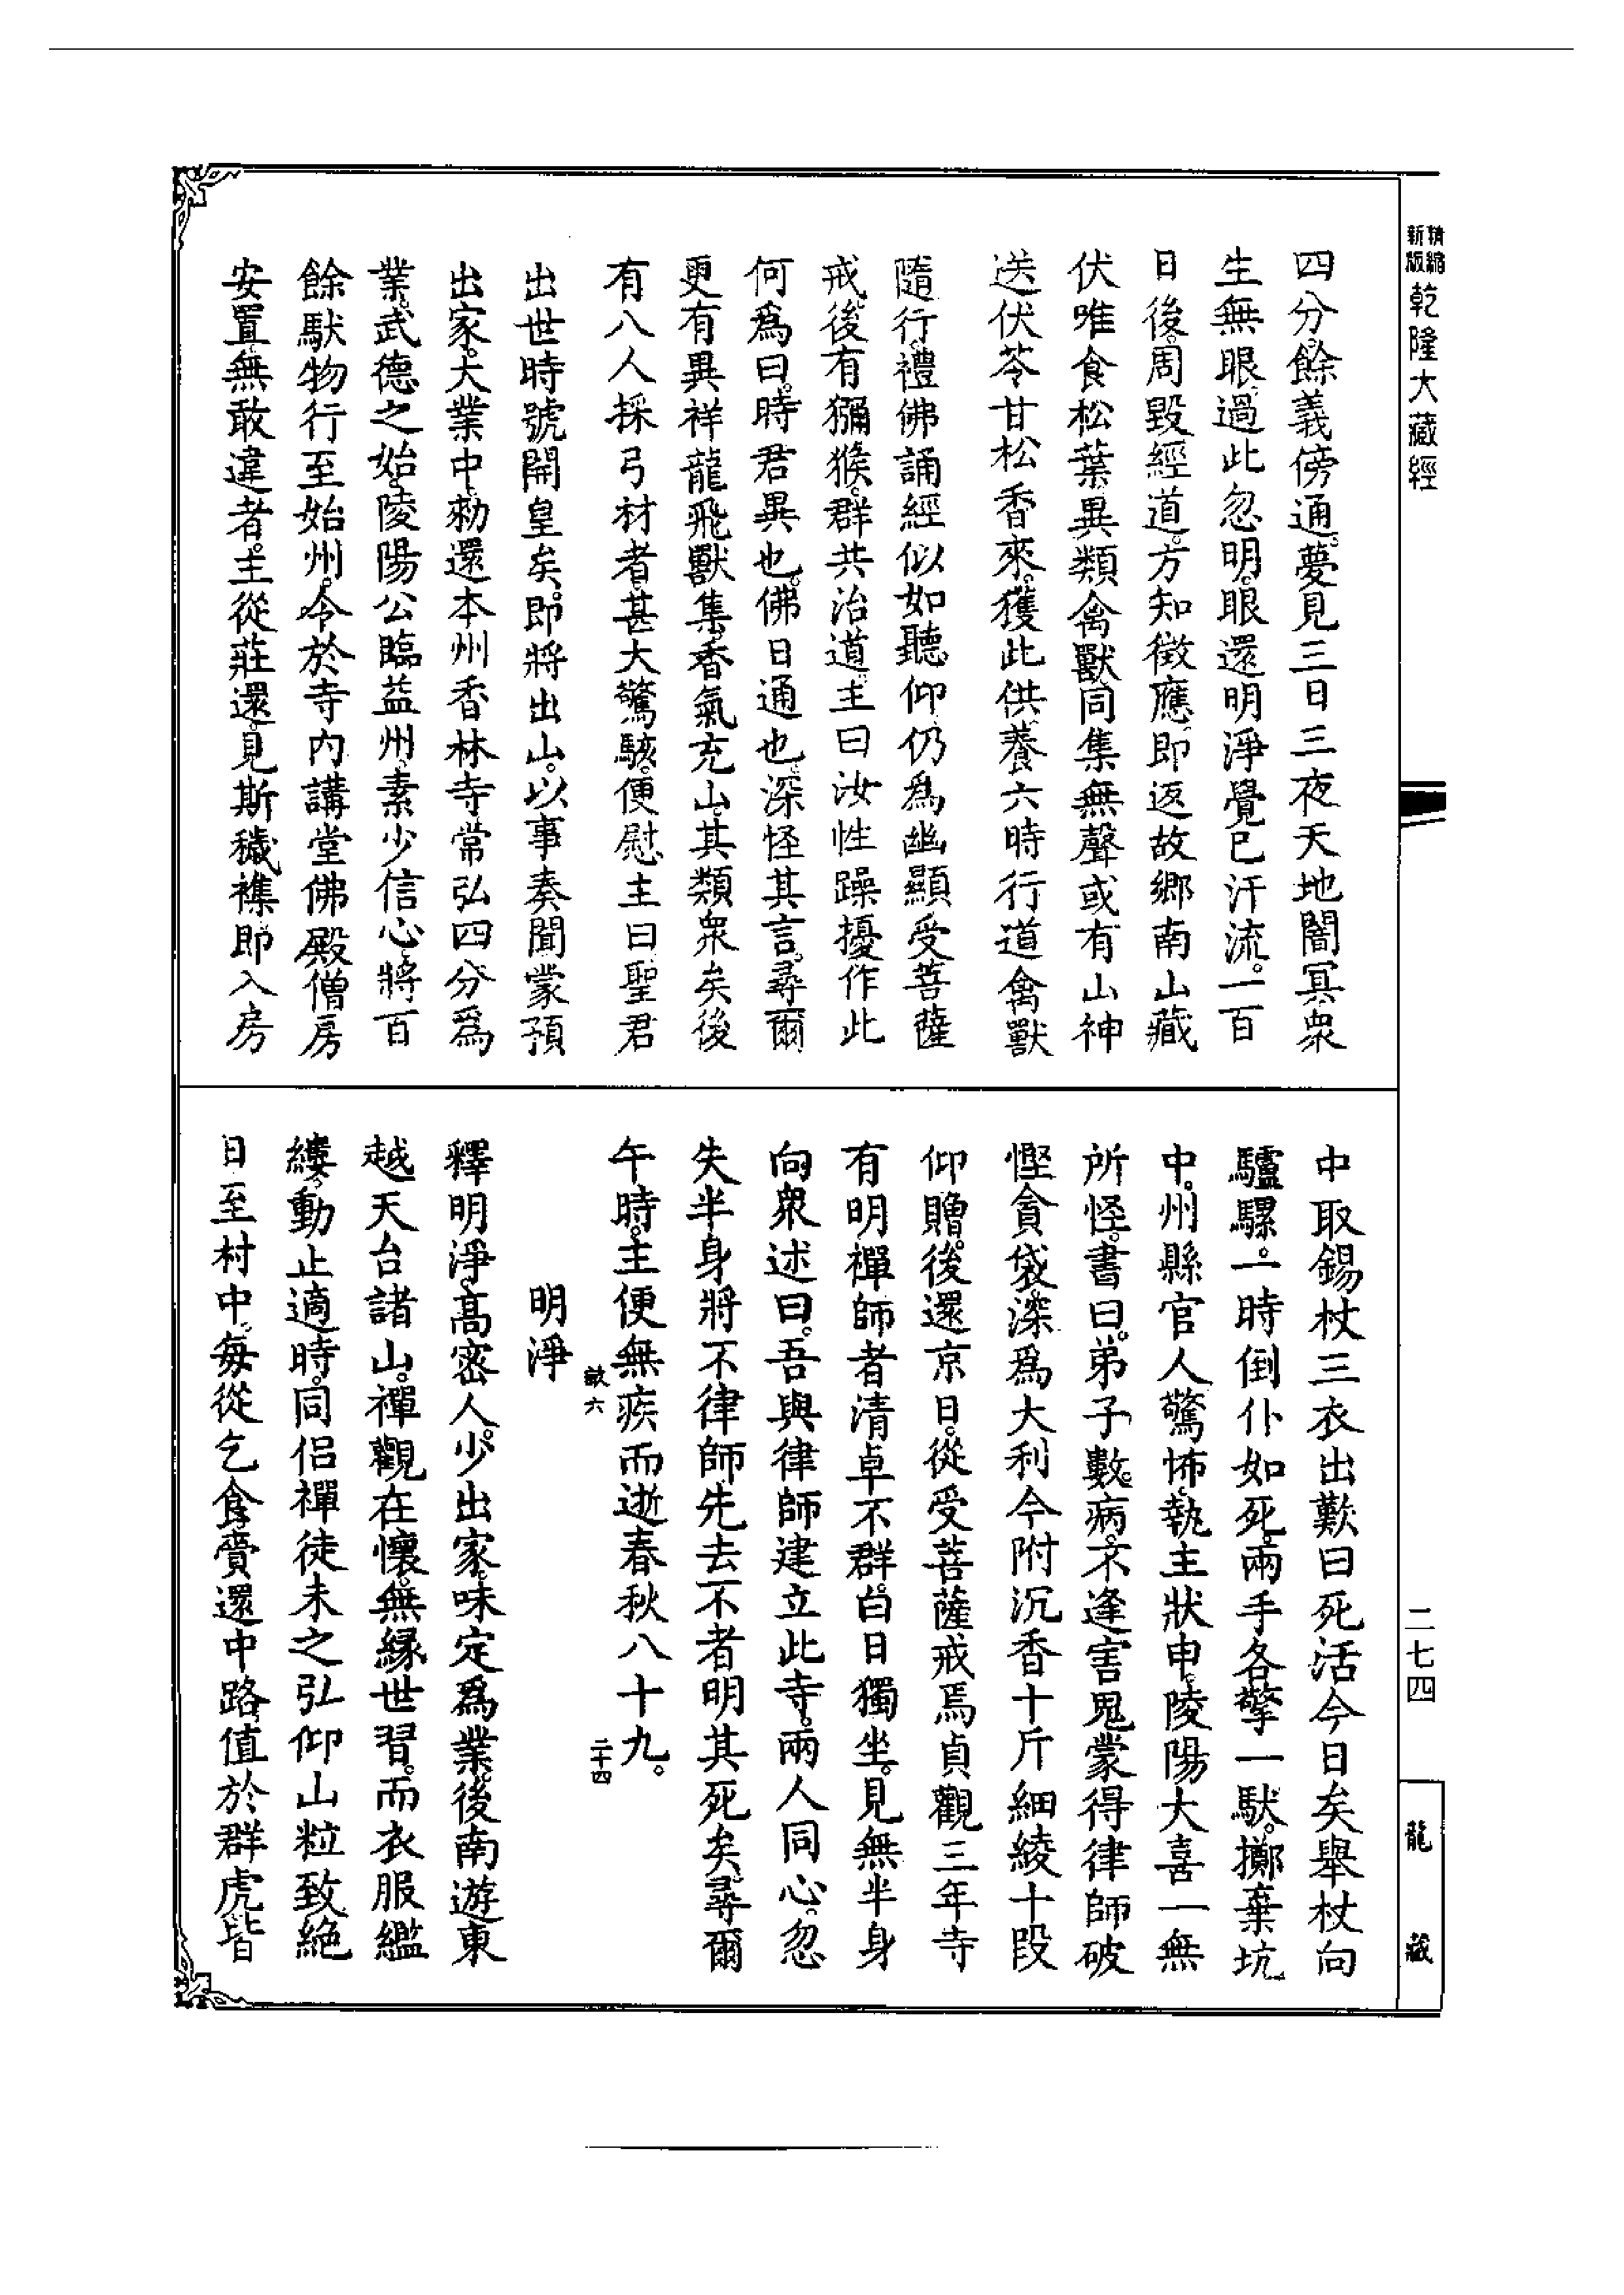 精縮
新版
乾隆大藏經
四分。餘義傍通。夢見三日三夜天地闇冥衆
生無眼。過此忽明。眼還明淨覺已汗流。一百
日後。周毀經道。方知徵應。即返故鄉南山藏
伏唯食松葉。異類禽獸同集無聲或有山神
送伏苓甘松香來。獲此供養六時行道禽獸
隨行。禮佛誦經似如聽仰仍爲幽顯受菩薩
戒。後有獼猴。群共治道。主曰汝性躁擾作此
何爲曰。時君異也。佛日通也。深怪其言。尋爾
更有異祥龍飛獸集。香氣充山。其類衆矣後
有八人採弓材者。甚大驚駭。便慰主曰聖君
出世時號開皇矣。即將出山。以事奏聞蒙預
出家。大業中。勑還本州香林寺。常弘四分爲
業。武德之始。陵陽公臨益州。素少信心。將百
餘馱物行至始州。令於寺內講堂佛殿僧房
安置。無敢違者。主從莊還。見斯穢襍。即入房
中取錫杖三衣出歎曰死活今日矣舉杖向
驢騾。一時倒仆如死。兩手各擎一馱。擲棄坑
中。州縣官人驚怖。執主狀申。陵陽大喜一無
所怪。書曰。弟子數病。不逢害鬼蒙得律師破
慳貪袋。深爲大利今附沉香十斤細綾十段
仰贈。後還京日。從受菩薩戒焉貞觀三年寺
有明禪師者清卓不群。白日獨坐。見無半身
向衆述曰。吾與律師建立此寺。兩人同心。忽
失半身將不律師先去不者明其死矣。尋爾
午時。主便無疾而逝春秋八十九。
二十四
明淨
釋明淨。高密人。少出家。味定爲業。後南遊東
越天台諸山。禪觀在懷。無緣世習。而衣服繿
縷。動止適時。同侶禪徒未之弘仰山粒致絶
日至村中。每從乞食。齎還中路。值於群虎皆
二七四
龍藏